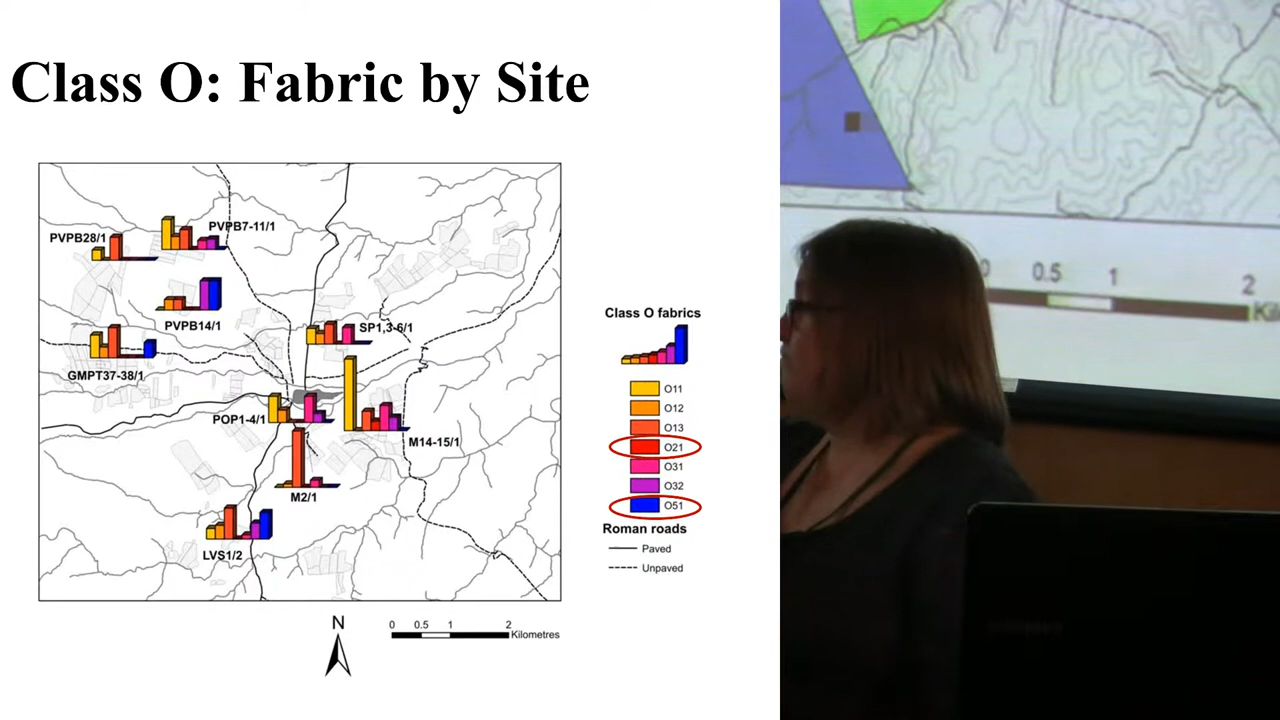 Class O: Fabric by Site
PVPB28/1
PVPB7-11/1
PVPB14/1
SP1,3-6/1
GMPT37-38/1
POP1-4/1
M14-15/1
M2/1
LVS1/2
Class O fabrics
O11
O12
O13
O21
O31
O32
O51
Roman roads
Paved
Unpaved
N
0 0.5 1 2
Kilometres
0 0.5 1 2